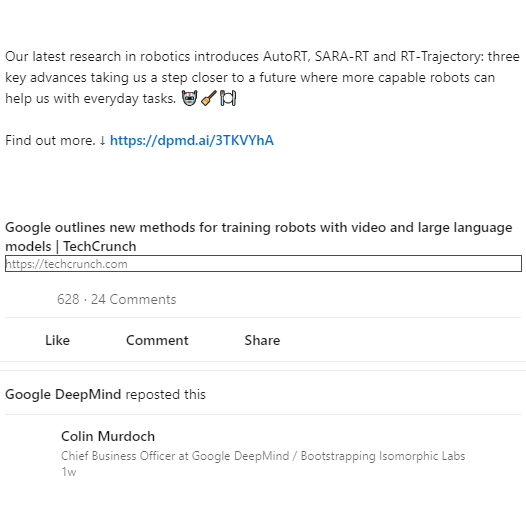 Our latest research in robotics introduces AutoRT, SARA-RT and RT-Trajectory: three
key advances taking us a step closer to a future where more capable robots can
help us with everyday tasks. 🤖🧹🍽️
Find out more. ↓ https://dpmd.ai/3TKVYhA
Google outlines new methods for training robots with video and large language
models | TechCrunch
https://techcrunch.com
628 · 24 Comments
Like Comment Share
Google DeepMind reposted this
Colin Murdoch
Chief Business Officer at Google DeepMind / Bootstrapping Isomorphic Labs
1w